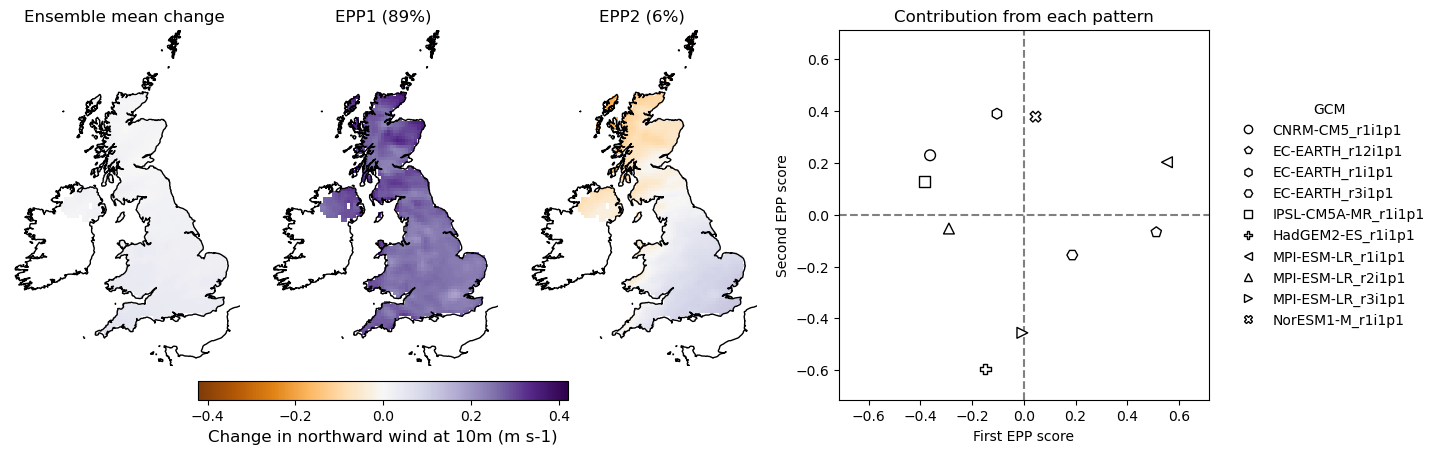 Ensemble mean change
EPP1 (89%)
EPP2 (6%)
Contribution from each pattern
−0.4 −0.2 0.0 0.2 0.4
Change in northward wind at 10m (m s-1)
Second EPP score
0.6
0.4
0.2
0.0
−0.2
−0.4
−0.6
−0.6 −0.4 −0.2 0.0 0.2 0.4 0.6
First EPP score
GCM
CNRM-CM5_r1i1p1
EC-EARTH_r12i1p1
EC-EARTH_r1i1p1
EC-EARTH_r3i1p1
IPSL-CM5A-MR_r1i1p1
HadGEM2-ES_r1i1p1
MPI-ESM-LR_r1i1p1
MPI-ESM-LR_r2i1p1
MPI-ESM-LR_r3i1p1
NorESM1-M_r1i1p1